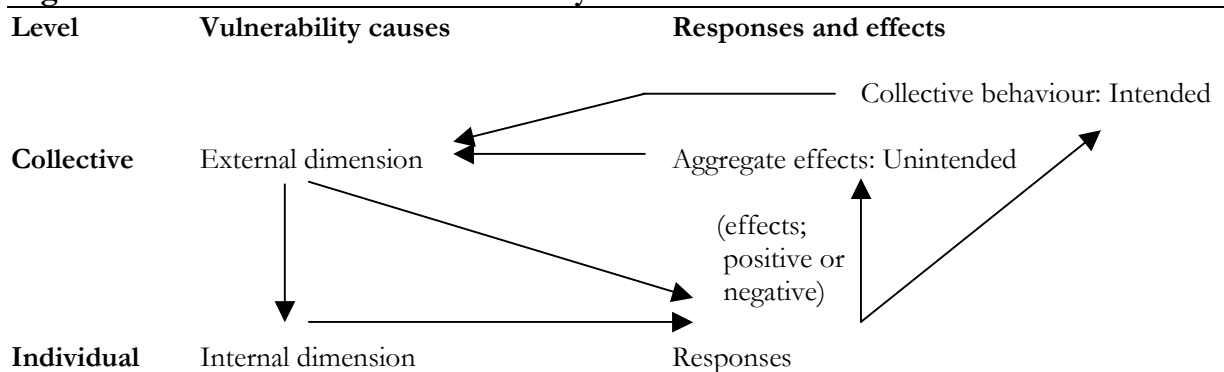 Level Vulnerability causes Responses and effects
Collective behaviour: Intended
Collective External dimension Aggregate effects: Unintended
(effects;
positive or
negative)
Individual Internal dimension Responses